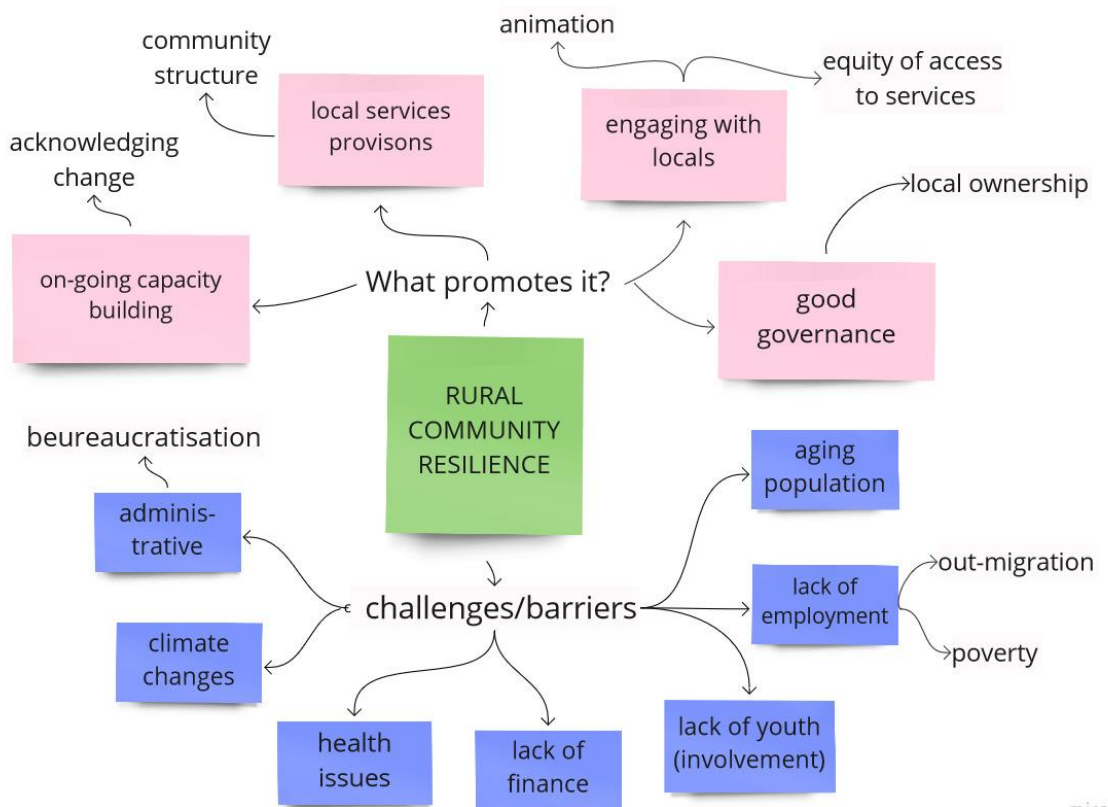 animation
community
structure
equity of access
to services
local services
provisons
engaging with
locals
acknowledging
change
local ownership
on-going capacity
building
What promotes it?
good
governance
RURAL
COMMUNITY
RESILIENCE
beureaucratisation
aging
population
adminis-
trative
out-migration
lack of
employment
challenges/barriers
climate
changes
poverty
health
issues
lack of
finance
lack of youth
(involvement)